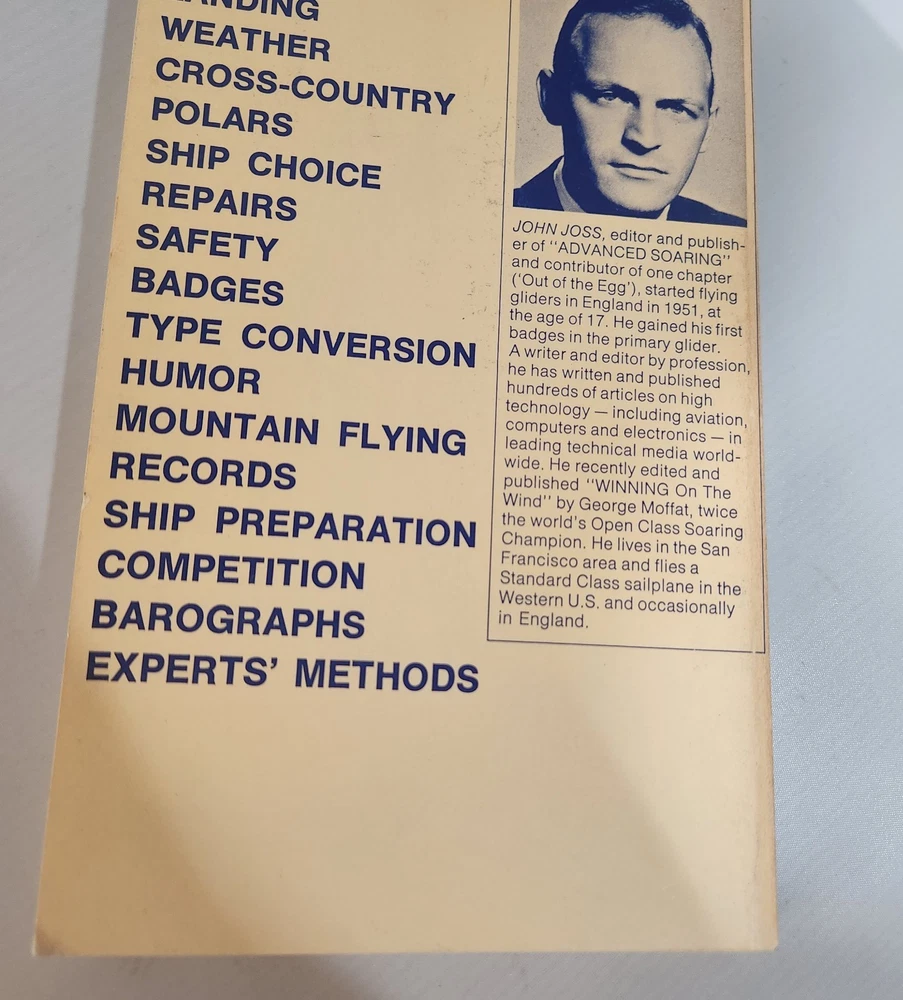 LANDING
WEATHER
CROSS-COUNTRY
POLARS
SHIP CHOICE
REPAIRS
SAFETY
BADGES
TYPE CONVERSION
HUMOR
MOUNTAIN FLYING
RECORDS
SHIP PREPARATION
COMPETITION
BAROGRAPHS
EXPERTS' METHODS
JOHN JOSS, editor and publish-
er of "ADVANCED SOARING"
and contributor of one chapter
('Out of the Egg'), started flying
gliders in England in 1951, at
the age of 17. He gained his first
badges in the primary glider.
A writer and editor by profession,
he has written and published
hundreds of articles on high
technology — including aviation,
computers and electronics — in
leading technical media world-
wide. He recently edited and
published "WINNING On The
Wind" by George Moffat, twice
the world's Open Class Soaring
Champion. He lives in the San
Francisco area and flies a
Standard Class sailplane in the
Western U.S. and occasionally
in England.